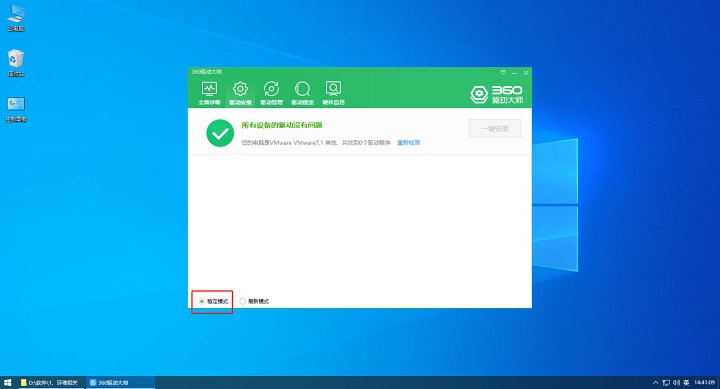 此电脑
回收站
控制面板
360驱动大师
全面诊断
驱动安装
驱动管理
驱动搜索
硬件信息
360
驱动大师
所有设备的驱动没有问题
一键安装
您的电脑是VMware VMware7,1 其他，共找到0个驱动程序 重新检测
稳定模式
最新模式
D:\软件\1、环境相关
360驱动大师
英
14:41:09